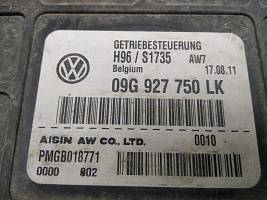 GETRIEBESTEUERUNG
H96 / S1735 AW7
Belgium 17.08.11
09G 927 750 LK
AISIN AW CO., LTD. 0010
PMGB018771
0000 802